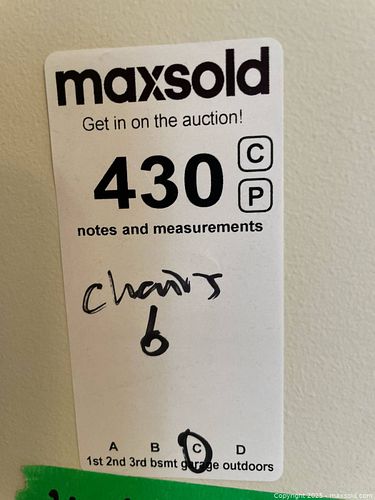 maxsold
Get in on the auction!
430
C
P
notes and measurements
chairs
6
A B C D
1st 2nd 3rd bsmt garage outdoors
Copyright 2025 - maxsold.com